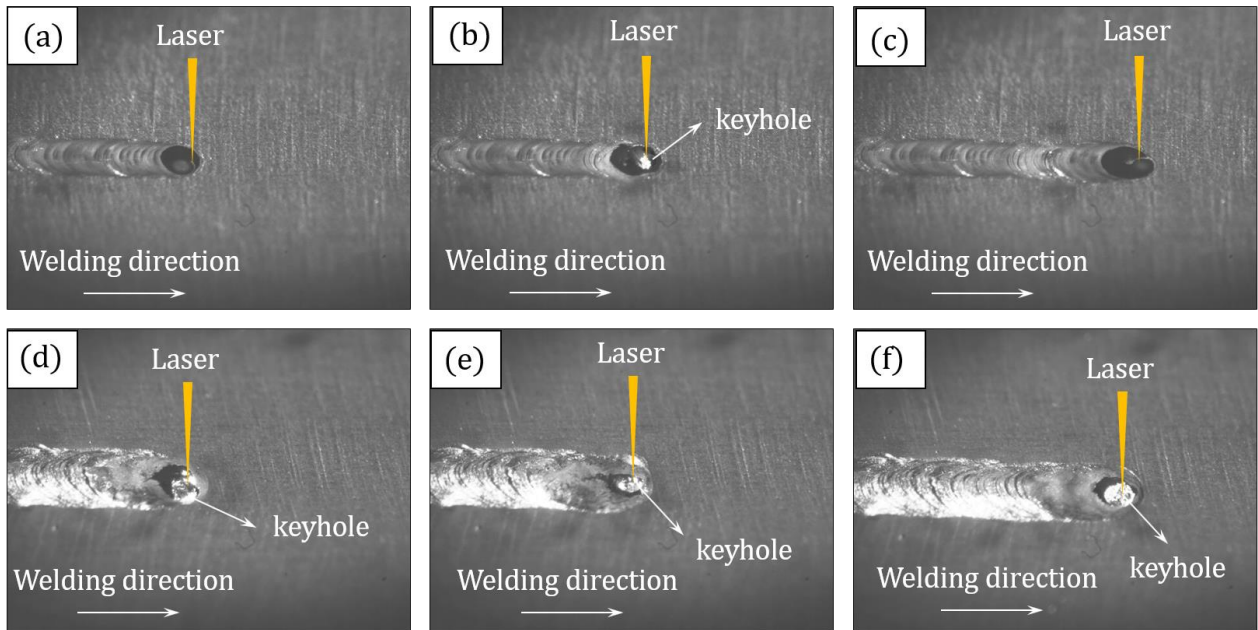 (a)
Laser
Welding direction
(b)
Laser
keyhole
Welding direction
(c)
Laser
Welding direction
(d)
Laser
keyhole
Welding direction
(e)
Laser
keyhole
Welding direction
(f)
Laser
keyhole
Welding direction